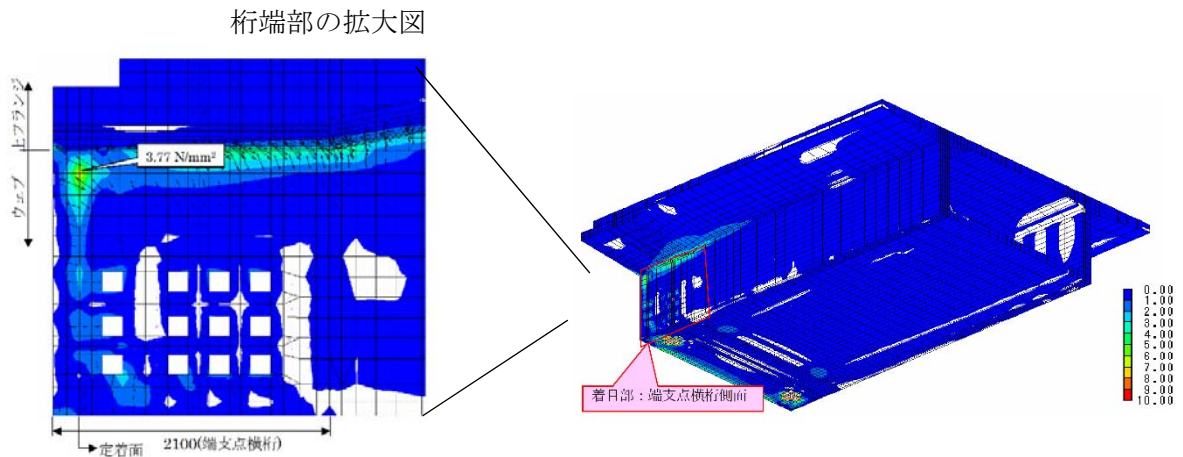 桁端部の拡大図
上フランジ
ウェブ
3.77 N/mm²
2100(端支点横桁)
定着面
着目部：端支点横桁側面
0.00
1.00
2.00
3.00
4.00
5.00
6.00
7.00
8.00
9.00
10.00